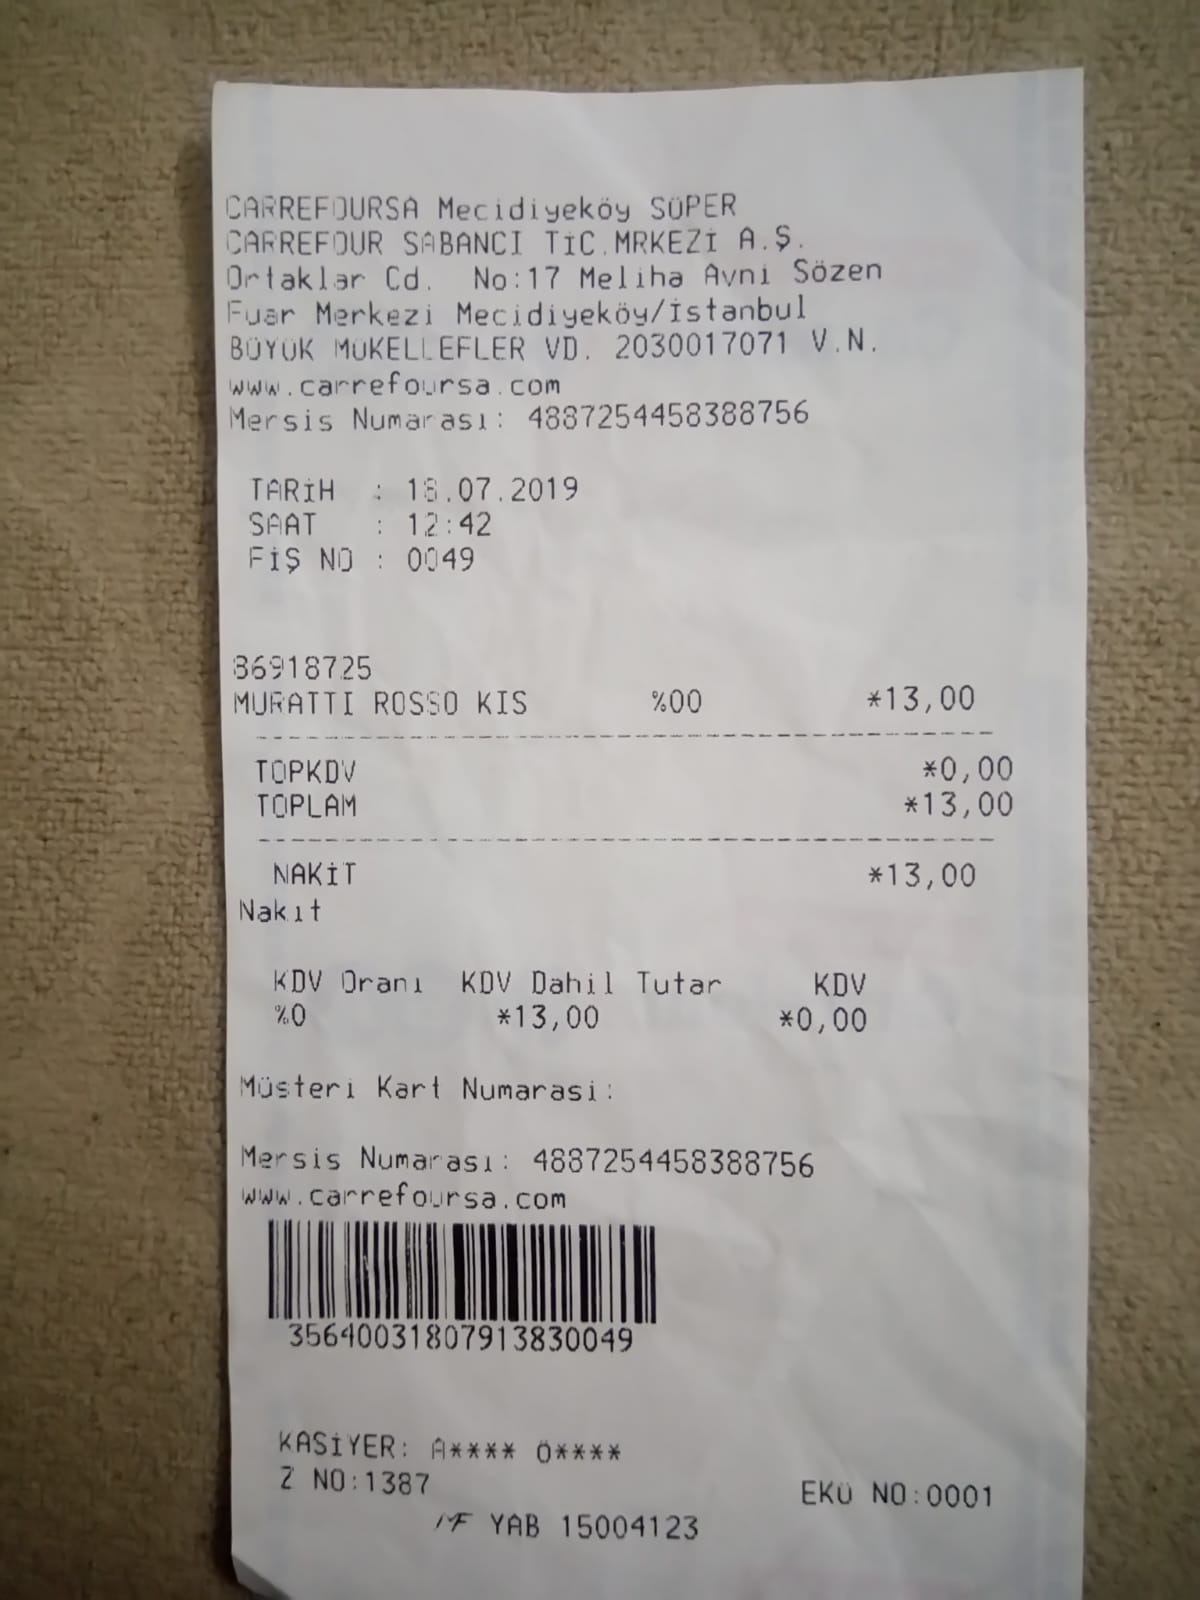 CARREFOURSA Mecidiyeköy SÜPER
CARREFOUR SABANCI TİC.MRKEZİ A.Ş.
Ortaklar Cd. No:17 Meliha Avni Sözen
Fuar Merkezi Mecidiyeköy/İstanbul
BÜYÜK MÜKELLEFLER VD. 2030017071 V.N.
www.carrefoursa.com
Mersis Numarası: 4887254458388756
TARİH : 18.07.2019
SAAT : 12:42
FİŞ NO : 0049
86918725
MURATTI ROSSO KIS %00 *13,00
TOPKDV *0,00
TOPLAM *13,00
NAKİT *13,00
Nakıt
KDV Oranı KDV Dahil Tutar KDV
%0 *13,00 *0,00
Müşteri Kart Numarasi:
Mersis Numarası: 4887254458388756
www.carrefoursa.com
35640031807913830049
KASİYER: A**** Ö****
Z NO:1387 EKÜ NO:0001
MF YAB 15004123